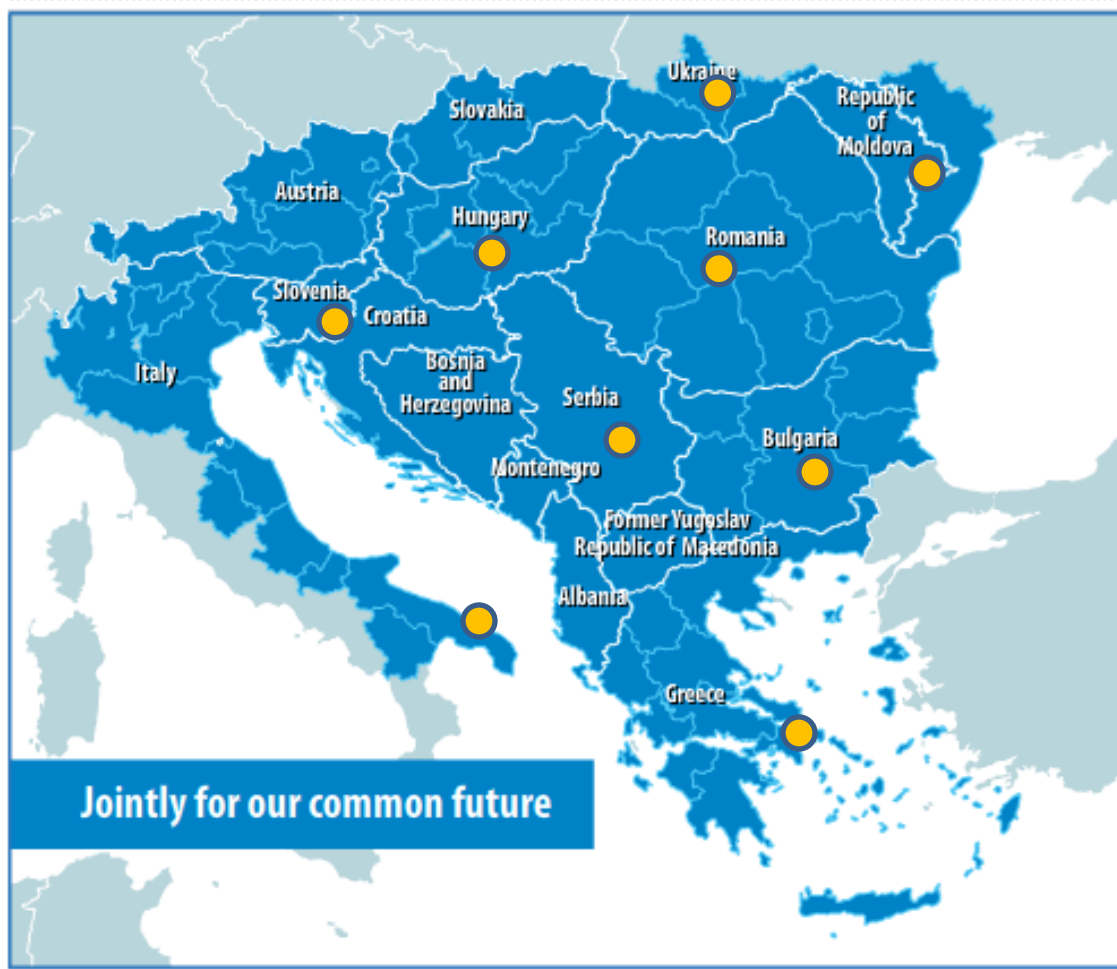 Ukraine
Slovakia
Republic
of
Moldova
Austria
Hungary
Romania
Slovenia
Croatia
Italy
Bosnia
and
Herzegovina
Serbia
Bulgaria
Montenegro
Former Yugoslav
Republic of Macedonia
Albania
Greece
Jointly for our common future